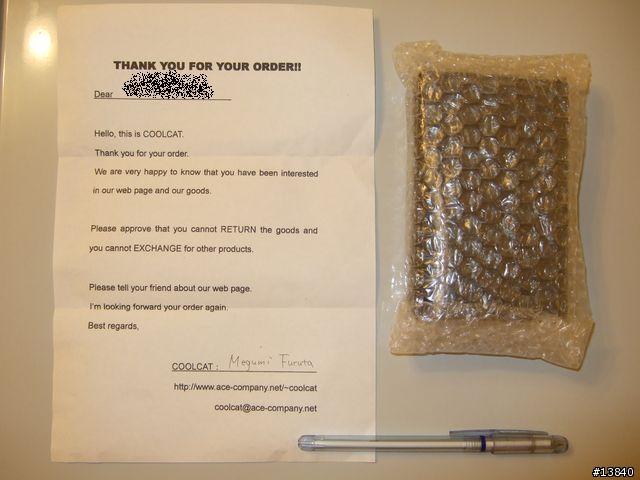 THANK YOU FOR YOUR ORDER!!
Dear
Hello, this is COOLCAT.
Thank you for your order.
We are very happy to know that you have been interested
in our web page and our goods.
Please approve that you cannot RETURN the goods and
you cannot EXCHANGE for other products.
Please tell your friend about our web page.
I'm looking forward your order again.
Best regards,
COOLCAT : Megumi Furuta
http://www.ace-company.net/~coolcat
coolcat@ace-company.net
#13840